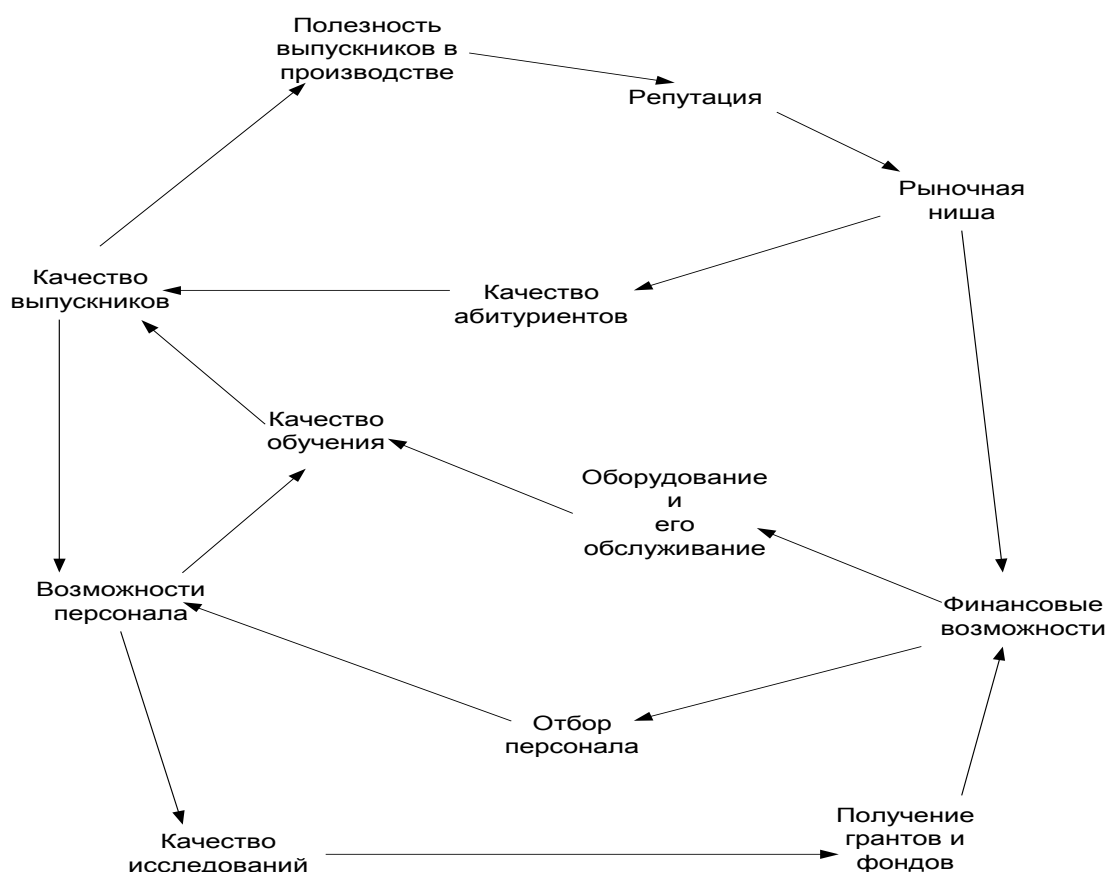 Полезность
выпускников в
производстве
Репутация
Рыночная
ниша
Качество
выпускников
Качество
абитуриентов
Качество
обучения
Оборудование
и
его
обслуживание
Возможности
персонала
Финансовые
возможности
Отбор
персонала
Качество
исследований
Получение
грантов и
фондов